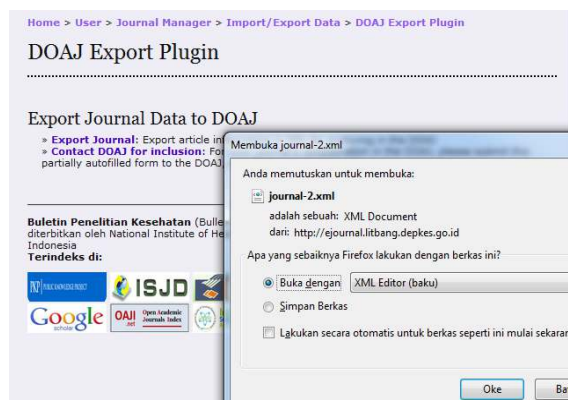 Home > User > Journal Manager > Import/Export Data > DOAJ Export Plugin
DOAJ Export Plugin
Export Journal Data to DOAJ
» Export Journal: Export article in
» Contact DOAJ for inclusion: Fo
partially autofilled form to the DOAJ
Membuka journal-2.xml
Anda memutuskan untuk membuka:
journal-2.xml
adalah sebuah: XML Document
dari: http://ejournal.litbang.depkes.go.id
Apa yang sebaiknya Firefox lakukan dengan berkas ini?
Buka dengan XML Editor (baku)
Simpan Berkas
Lakukan secara otomatis untuk berkas seperti ini mulai sekaran
Oke Ba
Buletin Penelitian Kesehatan (Bulle
diterbitkan oleh National Institute of He
Indonesia
Terindeks di:
PKP PUBLIC KNOWLEDGE PROJECT
ISJD
Google scholar
OAJI .net Open Academic Journals Index